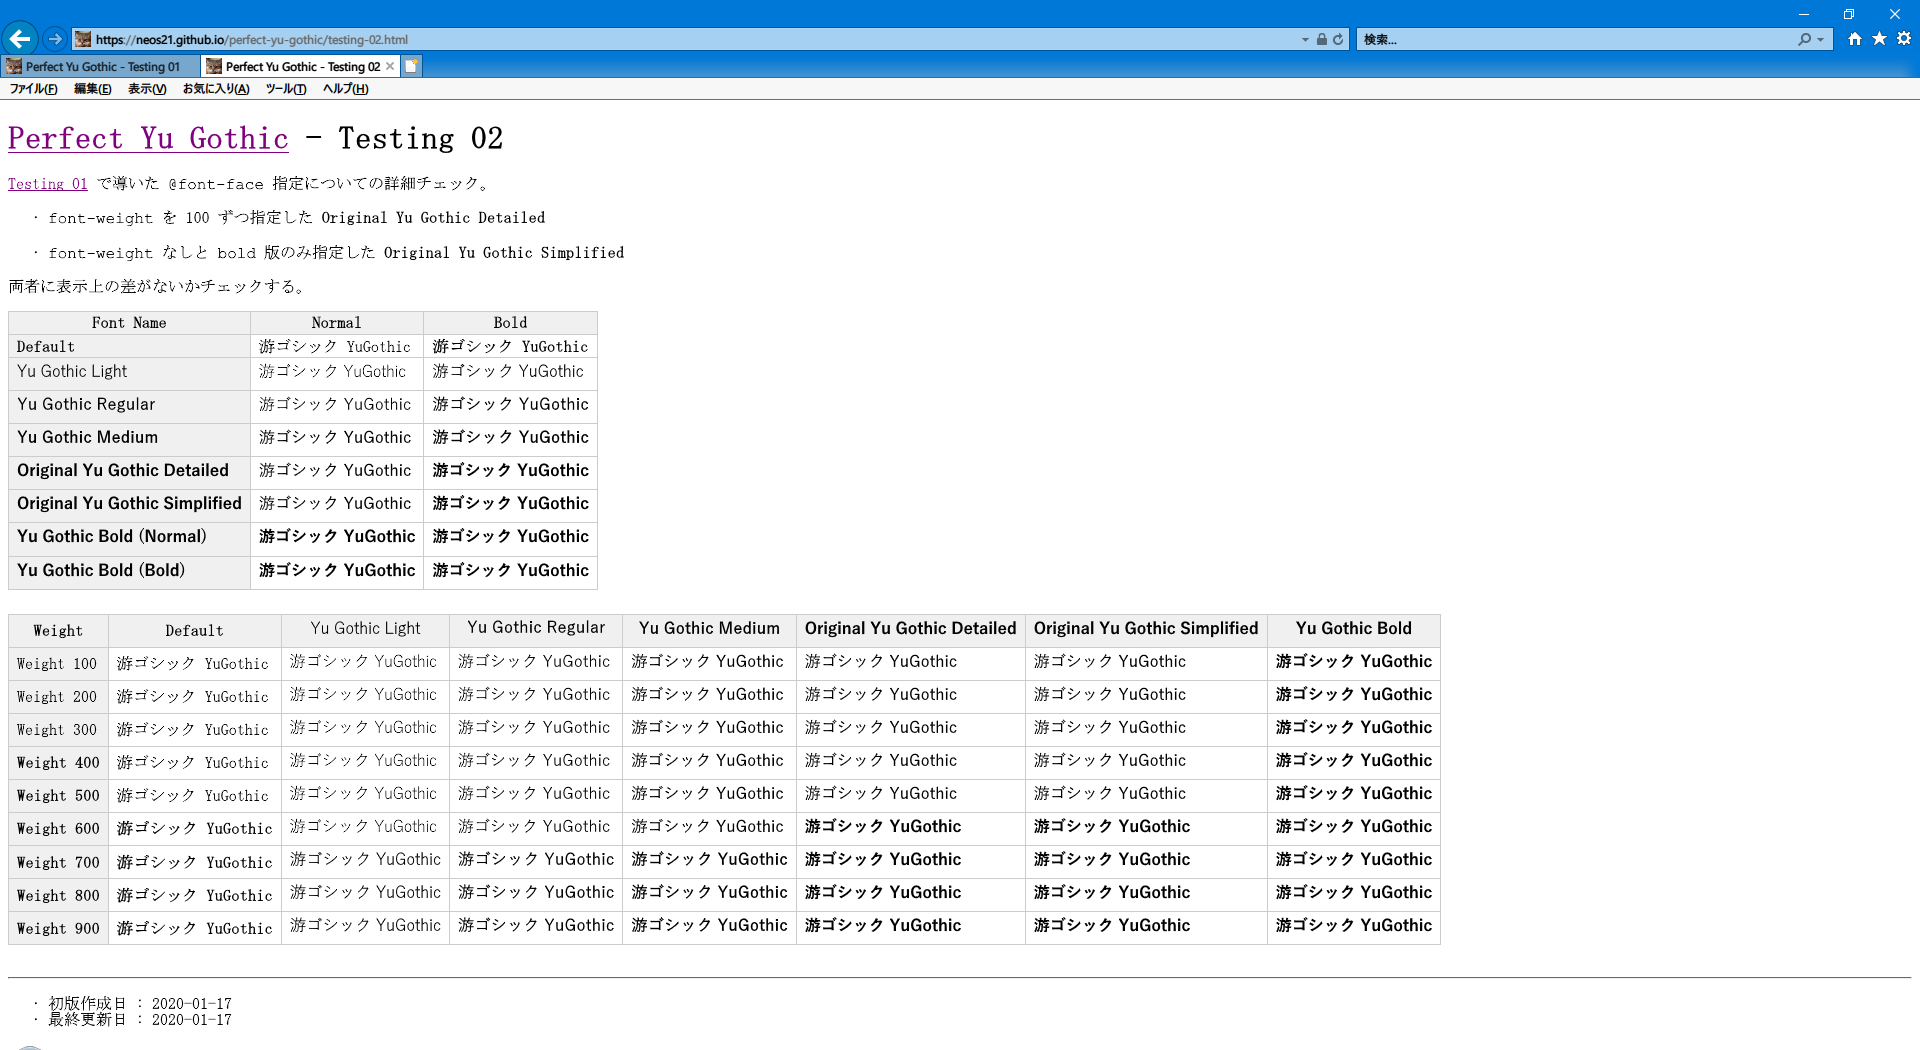 https://neos21.github.io/perfect-yu-gothic/testing-02.html
検索...
Perfect Yu Gothic - Testing 01
Perfect Yu Gothic - Testing 02
ファイル(F) 編集(E) 表示(V) お気に入り(A) ツール(T) ヘルプ(H)
Perfect Yu Gothic - Testing 02
Testing 01 で導いた @font-face 指定についての詳細チェック。
・ font-weight を 100 ずつ指定した Original Yu Gothic Detailed
・ font-weight なしと bold 版のみ指定した Original Yu Gothic Simplified
両者に表示上の差がないかチェックする。
Font Name Normal Bold
Default 游ゴシック YuGothic 游ゴシック YuGothic
Yu Gothic Light 游ゴシック YuGothic 游ゴシック YuGothic
Yu Gothic Regular 游ゴシック YuGothic 游ゴシック YuGothic
Yu Gothic Medium 游ゴシック YuGothic 游ゴシック YuGothic
Original Yu Gothic Detailed 游ゴシック YuGothic 游ゴシック YuGothic
Original Yu Gothic Simplified 游ゴシック YuGothic 游ゴシック YuGothic
Yu Gothic Bold (Normal) 游ゴシック YuGothic 游ゴシック YuGothic
Yu Gothic Bold (Bold) 游ゴシック YuGothic 游ゴシック YuGothic
Weight Default Yu Gothic Light Yu Gothic Regular Yu Gothic Medium Original Yu Gothic Detailed Original Yu Gothic Simplified Yu Gothic Bold
Weight 100 游ゴシック YuGothic 游ゴシック YuGothic 游ゴシック YuGothic 游ゴシック YuGothic 游ゴシック YuGothic 游ゴシック YuGothic 游ゴシック YuGothic
Weight 200 游ゴシック YuGothic 游ゴシック YuGothic 游ゴシック YuGothic 游ゴシック YuGothic 游ゴシック YuGothic 游ゴシック YuGothic 游ゴシック YuGothic
Weight 300 游ゴシック YuGothic 游ゴシック YuGothic 游ゴシック YuGothic 游ゴシック YuGothic 游ゴシック YuGothic 游ゴシック YuGothic 游ゴシック YuGothic
Weight 400 游ゴシック YuGothic 游ゴシック YuGothic 游ゴシック YuGothic 游ゴシック YuGothic 游ゴシック YuGothic 游ゴシック YuGothic 游ゴシック YuGothic
Weight 500 游ゴシック YuGothic 游ゴシック YuGothic 游ゴシック YuGothic 游ゴシック YuGothic 游ゴシック YuGothic 游ゴシック YuGothic 游ゴシック YuGothic
Weight 600 游ゴシック YuGothic 游ゴシック YuGothic 游ゴシック YuGothic 游ゴシック YuGothic 游ゴシック YuGothic 游ゴシック YuGothic 游ゴシック YuGothic
Weight 700 游ゴシック YuGothic 游ゴシック YuGothic 游ゴシック YuGothic 游ゴシック YuGothic 游ゴシック YuGothic 游ゴシック YuGothic 游ゴシック YuGothic
Weight 800 游ゴシック YuGothic 游ゴシック YuGothic 游ゴシック YuGothic 游ゴシック YuGothic 游ゴシック YuGothic 游ゴシック YuGothic 游ゴシック YuGothic
Weight 900 游ゴシック YuGothic 游ゴシック YuGothic 游ゴシック YuGothic 游ゴシック YuGothic 游ゴシック YuGothic 游ゴシック YuGothic 游ゴシック YuGothic
・ 初版作成日 : 2020-01-17
・ 最終更新日 : 2020-01-17